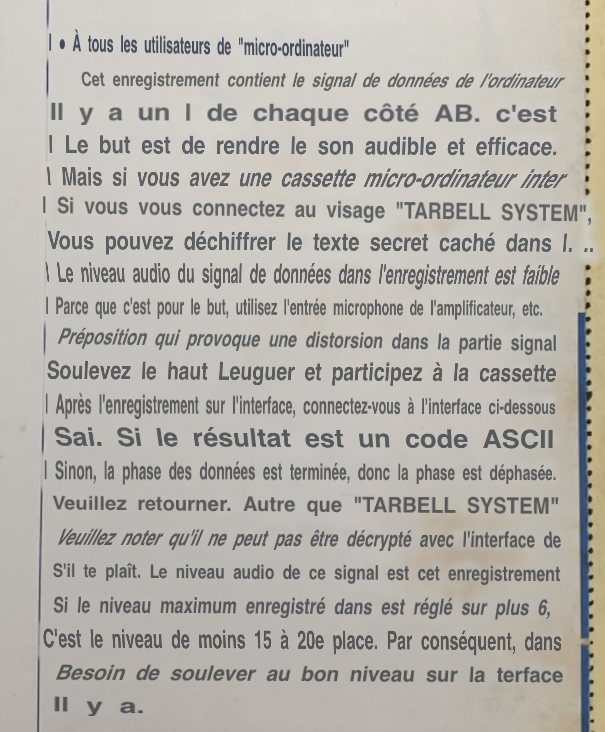 • À tous les utilisateurs de "micro-ordinateur"
Cet enregistrement contient le signal de données de l'ordinateur
Il y a un I de chaque côté AB. c'est
Le but est de rendre le son audible et efficace.
Mais si vous avez une cassette micro-ordinateur inter
Si vous vous connectez au visage "TARBELL SYSTEM",
Vous pouvez déchiffrer le texte secret caché dans I. ..
Le niveau audio du signal de données dans l'enregistrement est faible
Parce que c'est pour le but, utilisez l'entrée microphone de l'amplificateur, etc.
Préposition qui provoque une distorsion dans la partie signal
Soulevez le haut Leuguer et participez à la cassette
Après l'enregistrement sur l'interface, connectez-vous à l'interface ci-dessous
Sai. Si le résultat est un code ASCII
Sinon, la phase des données est terminée, donc la phase est déphasée.
Veuillez retourner. Autre que "TARBELL SYSTEM"
Veuillez noter qu'il ne peut pas être décrypté avec l'interface de
S'il te plaît. Le niveau audio de ce signal est cet enregistrement
Si le niveau maximum enregistré dans est réglé sur plus 6,
C'est le niveau de moins 15 à 20e place. Par conséquent, dans
Besoin de soulever au bon niveau sur la terface
Il y a.